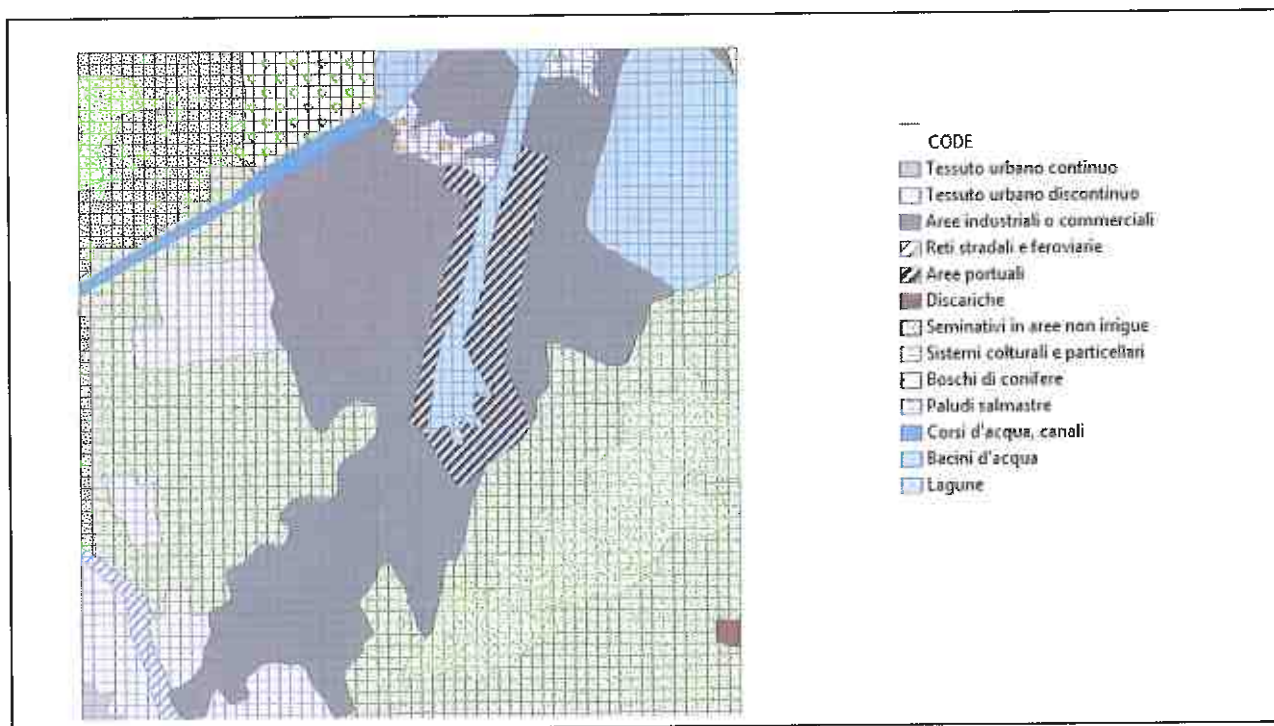 CODE
Tessuto urbano continuo
Tessuto urbano discontinuo
Aree industriali o commerciali
Reti stradali e feroviarie
Aree portuali
Discariche
Seminativi in aree non irrigue
Sistemi colturali e particellari
Boschi di conifere
Paludi salmastre
Corsi d'acqua, canali
Bacini d'acqua
Lagune